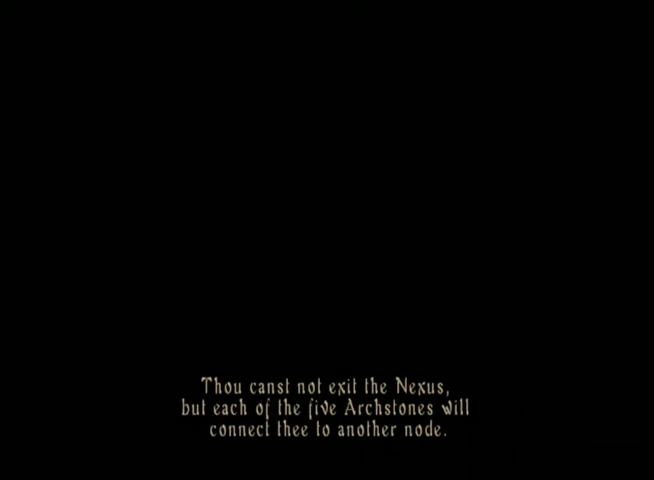 Thou canst not exit the Nexus,
but each of the five Archstones will
connect thee to another node.